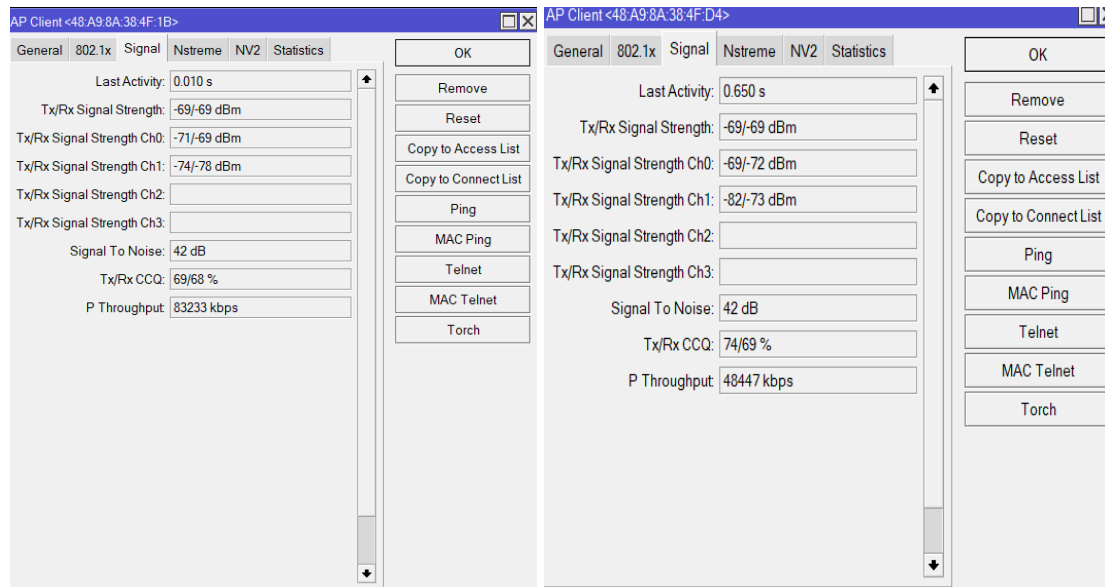 AP Client <48:A9:8A:38:4F:1B>
General 802.1x Signal Nstreme NV2 Statistics
Last Activity: 0.010 s
Tx/Rx Signal Strength: -69/-69 dBm
Tx/Rx Signal Strength Ch0: -71/-69 dBm
Tx/Rx Signal Strength Ch1: -74/-78 dBm
Tx/Rx Signal Strength Ch2:
Tx/Rx Signal Strength Ch3:
Signal To Noise: 42 dB
Tx/Rx CCQ: 69/68 %
P Throughput: 83233 kbps
OK
Remove
Reset
Copy to Access List
Copy to Connect List
Ping
MAC Ping
Telnet
MAC Telnet
Torch
AP Client <48:A9:8A:38:4F:D4>
General 802.1x Signal Nstreme NV2 Statistics
Last Activity: 0.650 s
Tx/Rx Signal Strength: -69/-69 dBm
Tx/Rx Signal Strength Ch0: -69/-72 dBm
Tx/Rx Signal Strength Ch1: -82/-73 dBm
Tx/Rx Signal Strength Ch2:
Tx/Rx Signal Strength Ch3:
Signal To Noise: 42 dB
Tx/Rx CCQ: 74/69 %
P Throughput: 48447 kbps
OK
Remove
Reset
Copy to Access List
Copy to Connect List
Ping
MAC Ping
Telnet
MAC Telnet
Torch